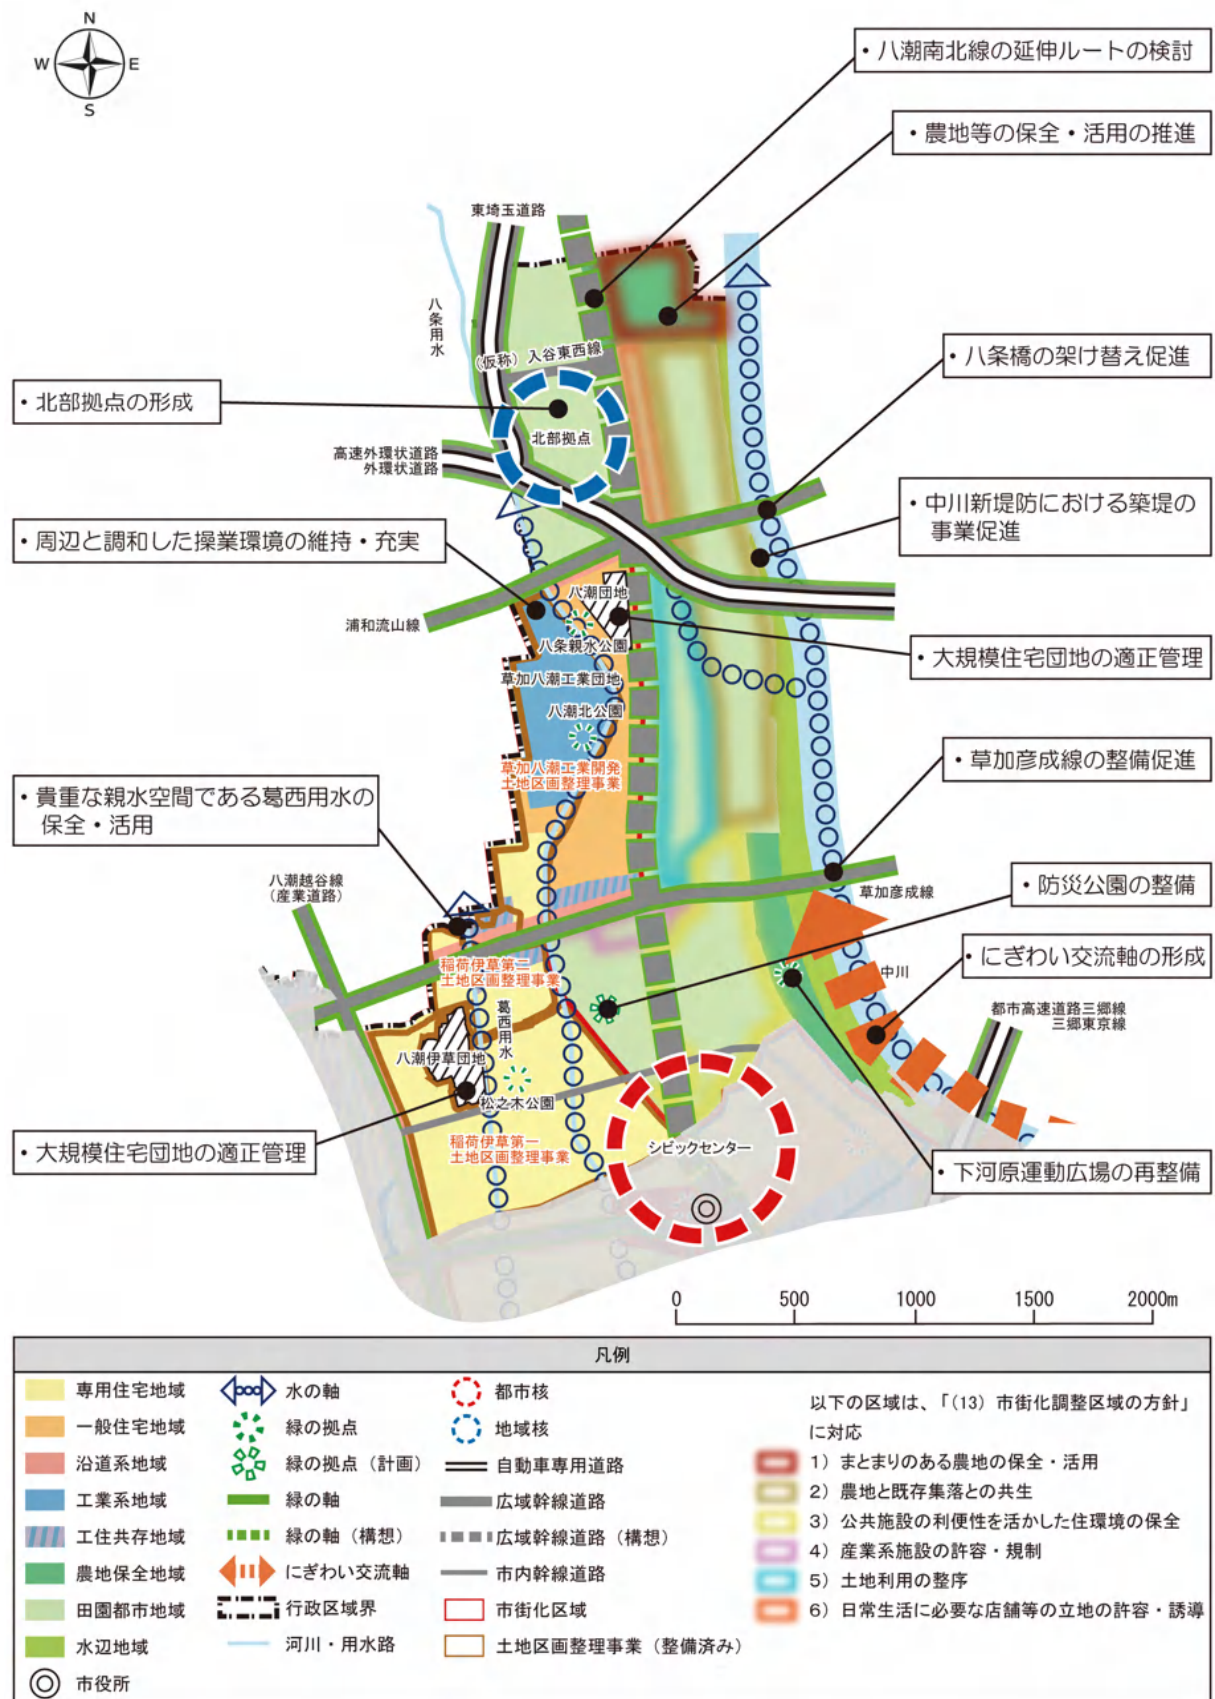 N
W
E
S
・八潮南北線の延伸ルートの検討
・農地等の保全・活用の推進
東埼玉道路
八条用水
(仮称)入谷東西線
・八条橋の架け替え促進
・北部拠点の形成
北部拠点
高速外環状道路
外環状道路
・中川新堤防における築堤の
事業促進
・周辺と調和した操業環境の維持・充実
八潮団地
浦和流山線
八条親水公園
・大規模住宅団地の適正管理
草加八潮工業団地
八潮北公園
・草加彦成線の整備促進
草加八潮工業開発
土地区画整理事業
・貴重な親水空間である葛西用水の
保全・活用
八潮越谷線
(産業道路)
草加彦成線
・防災公園の整備
・にぎわい交流軸の形成
稲荷伊草第二
土地区画整理事業
中川
葛西用水
都市高速道路三郷線
三郷東京線
八潮伊草団地
松之木公園
・大規模住宅団地の適正管理
稲荷伊草第一
土地区画整理事業
シビックセンター
・下河原運動広場の再整備
0 500 1000 1500 2000m
凡例
専用住宅地域
一般住宅地域
沿道系地域
工業系地域
工住共存地域
農地保全地域
田園都市地域
水辺地域
市役所
水の軸
緑の拠点
緑の拠点(計画)
緑の軸
緑の軸(構想)
にぎわい交流軸
行政区域界
河川・用水路
都市核
地域核
自動車専用道路
広域幹線道路
広域幹線道路(構想)
市内幹線道路
市街化区域
土地区画整理事業(整備済み)
以下の区域は、「(13) 市街化調整区域の方針」
に対応
1) まとまりのある農地の保全・活用
2) 農地と既存集落との共生
3) 公共施設の利便性を活かした住環境の保全
4) 産業系施設の許容・規制
5) 土地利用の整序
6) 日常生活に必要な店舗等の立地の許容・誘導